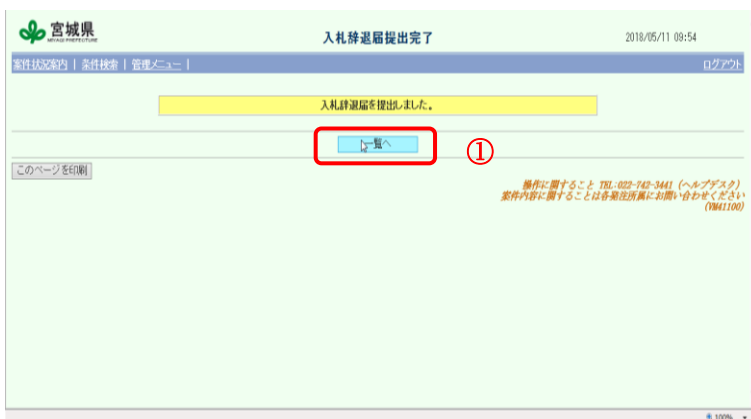 宮城県
MIYAGI PREFECTURE
入札辞退届提出完了
2018/05/11 09:54
案件状況案内 | 条件検索 | 管理メニュー |
ログアウト
入札辞退届を提出しました。
一覧へ
①
このページを印刷
操作に関すること TEL:022-742-3441 (ヘルプデスク)
案件内容に関することは各発注所属にお問い合わせください
(VM41100)
100%